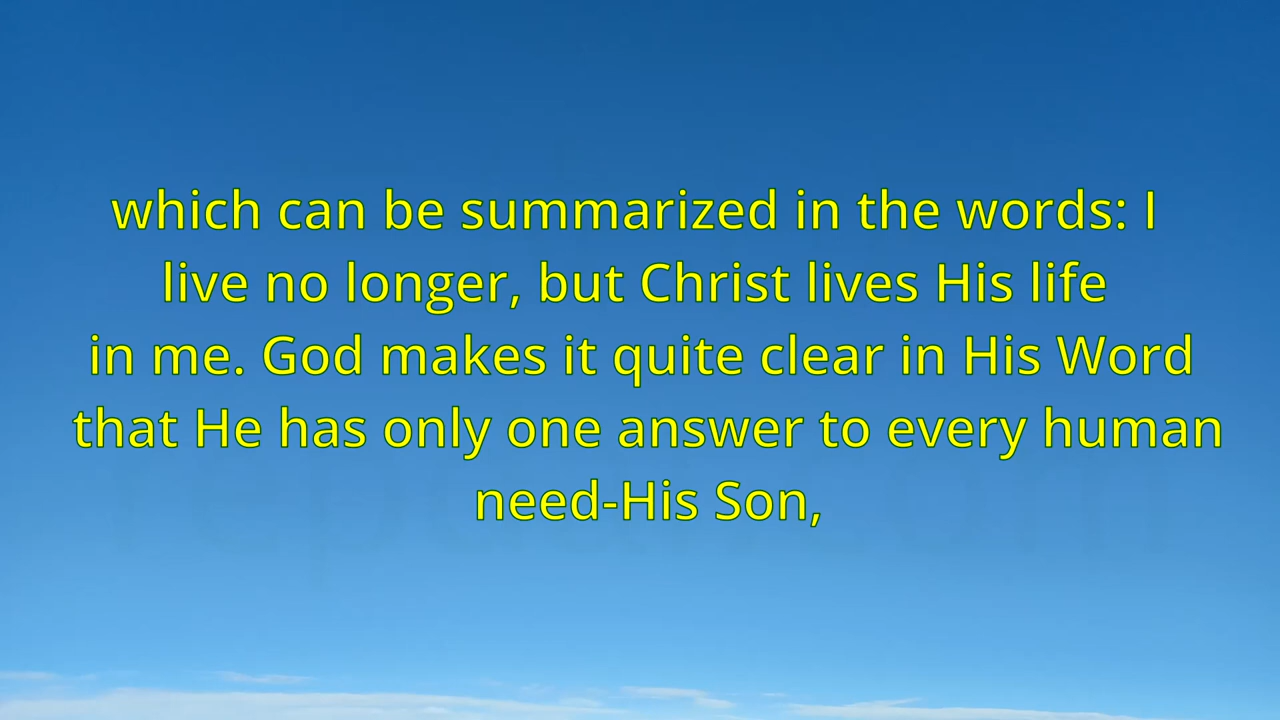 which can be summarized in the words: I
live no longer, but Christ lives His life
in me. God makes it quite clear in His Word
that He has only one answer to every human
need-His Son,